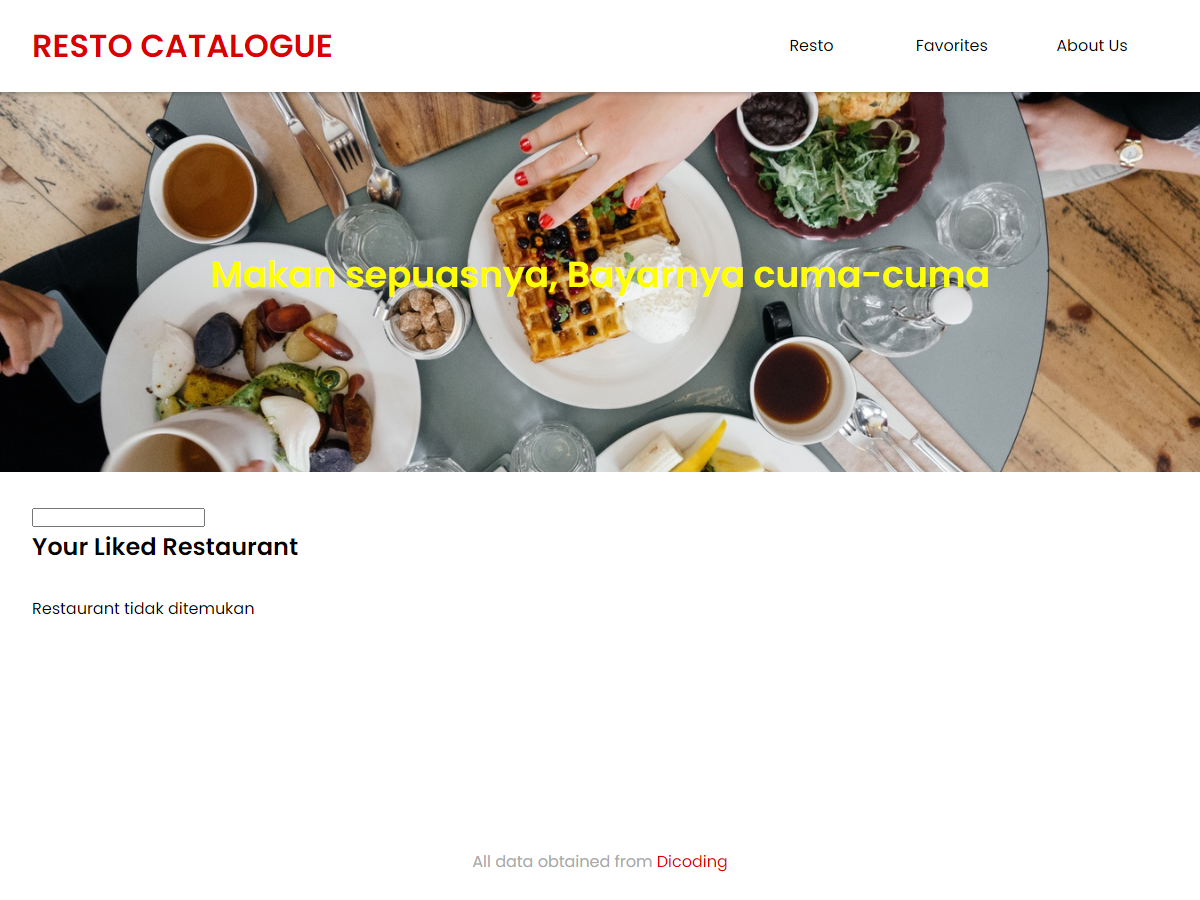 RESTO CATALOGUE
Resto
Favorites
About Us
Makan sepuasnya, Bayarnya cuma-cuma
Your Liked Restaurant
Restaurant tidak ditemukan
All data obtained from Dicoding